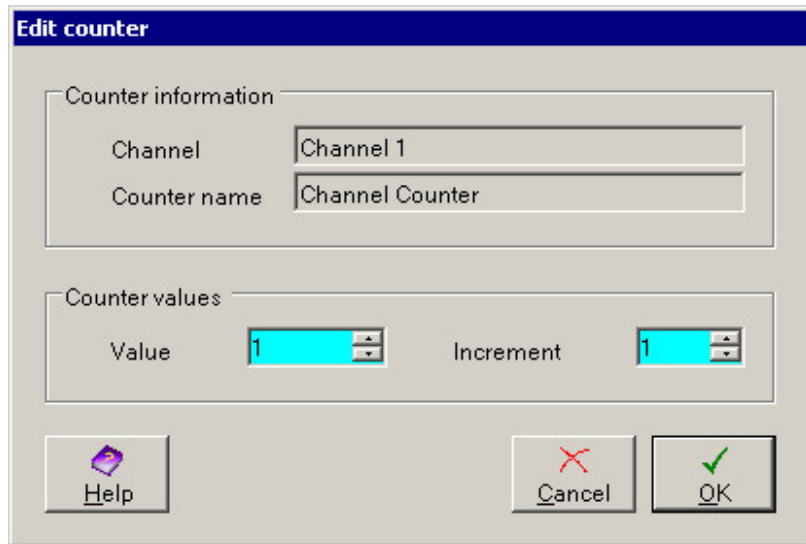 Edit counter
Counter information
Channel Channel 1
Counter name Channel Counter
Counter values
Value 1 Increment 1
Help Cancel OK